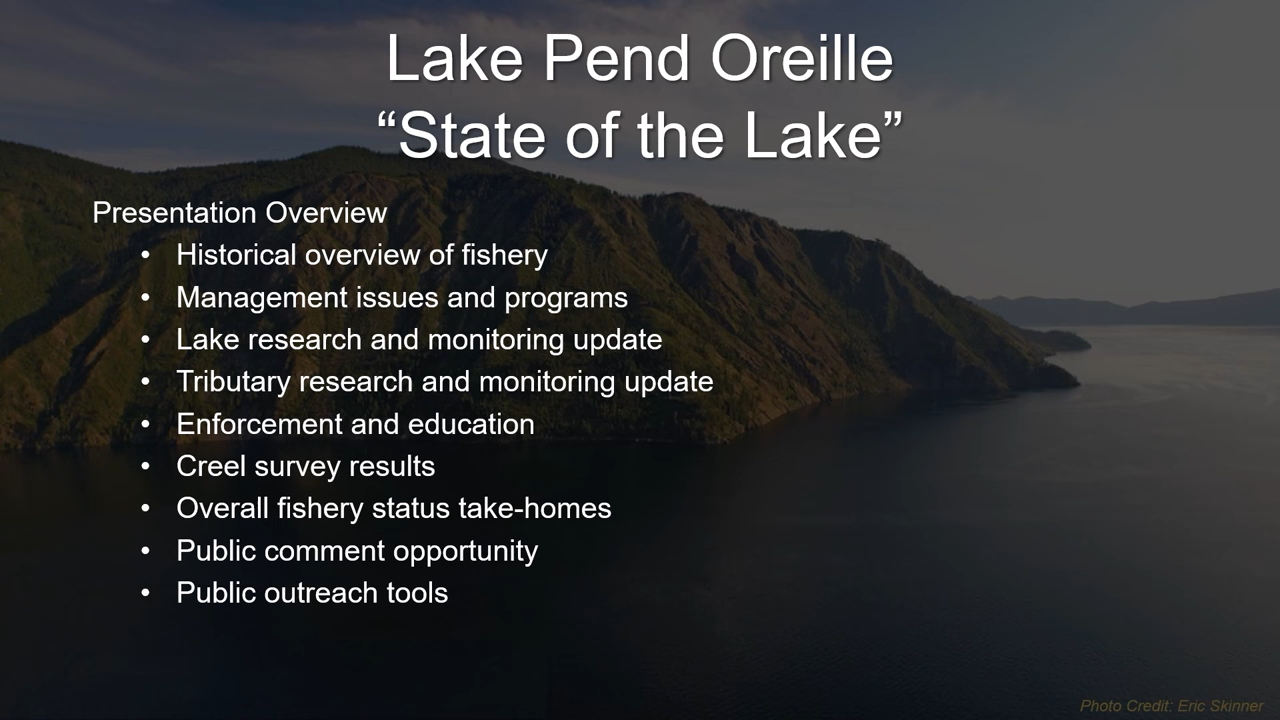 Lake Pend Oreille
“State of the Lake”
Presentation Overview
• Historical overview of fishery
• Management issues and programs
• Lake research and monitoring update
• Tributary research and monitoring update
• Enforcement and education
• Creel survey results
• Overall fishery status take-homes
• Public comment opportunity
• Public outreach tools
Photo Credit: Eric Skinner